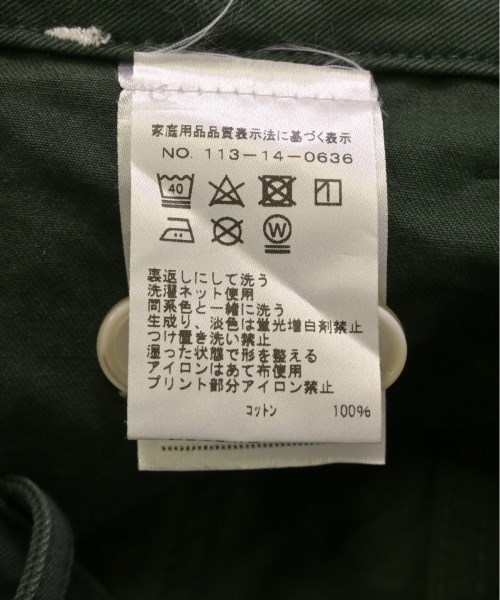 家庭用品品質表示法に基づく表示
NO. 113-14-0636
40
W
裏返しにして洗う
洗濯ネット使用
同系色と一緒に洗う
生成り、淡色は蛍光増白剤禁止
つけ置き洗い禁止
湿った状態で形を整える
アイロンはあて布使用
プリント部分アイロン禁止
コットン 100%